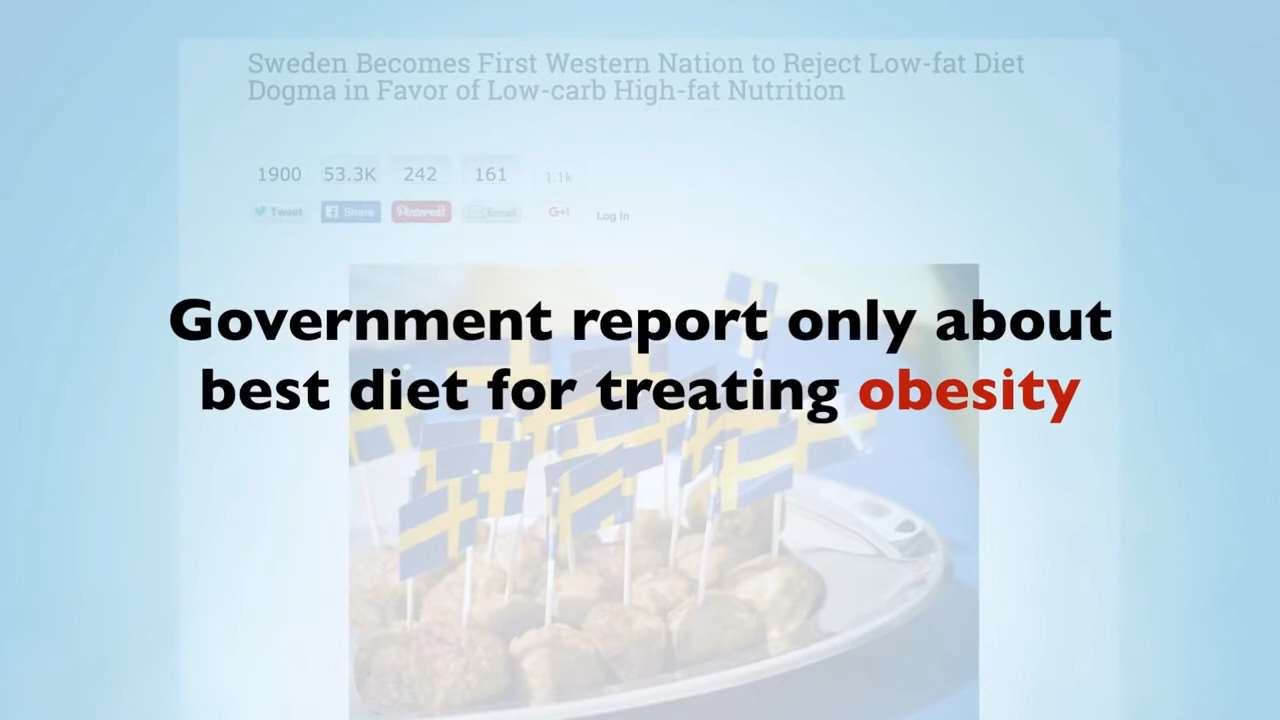 Sweden Becomes First Western Nation to Reject Low-fat Diet
Dogma in Favor of Low-carb High-fat Nutrition
1900 53.3K 242 161 1.1k
Tweet Share Pinterest Email G+1 Log In
Government report only about
best diet for treating obesity